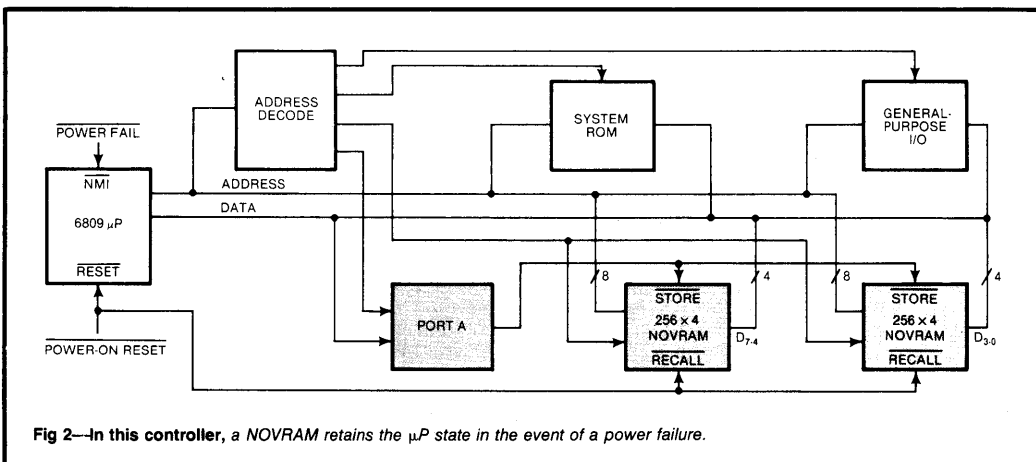 ADDRESS
DECODE
SYSTEM
ROM
GENERAL-
PURPOSE
I/O
POWER FAIL
NMI
6809 µP
RESET
POWER-ON RESET
ADDRESS
DATA
PORT A
8
4
8
4
STORE
256 x 4
NOVRAM
RECALL
D7-4
STORE
256 x 4
NOVRAM
RECALL
D3-0
Fig 2—In this controller, a NOVRAM retains the µP state in the event of a power failure.